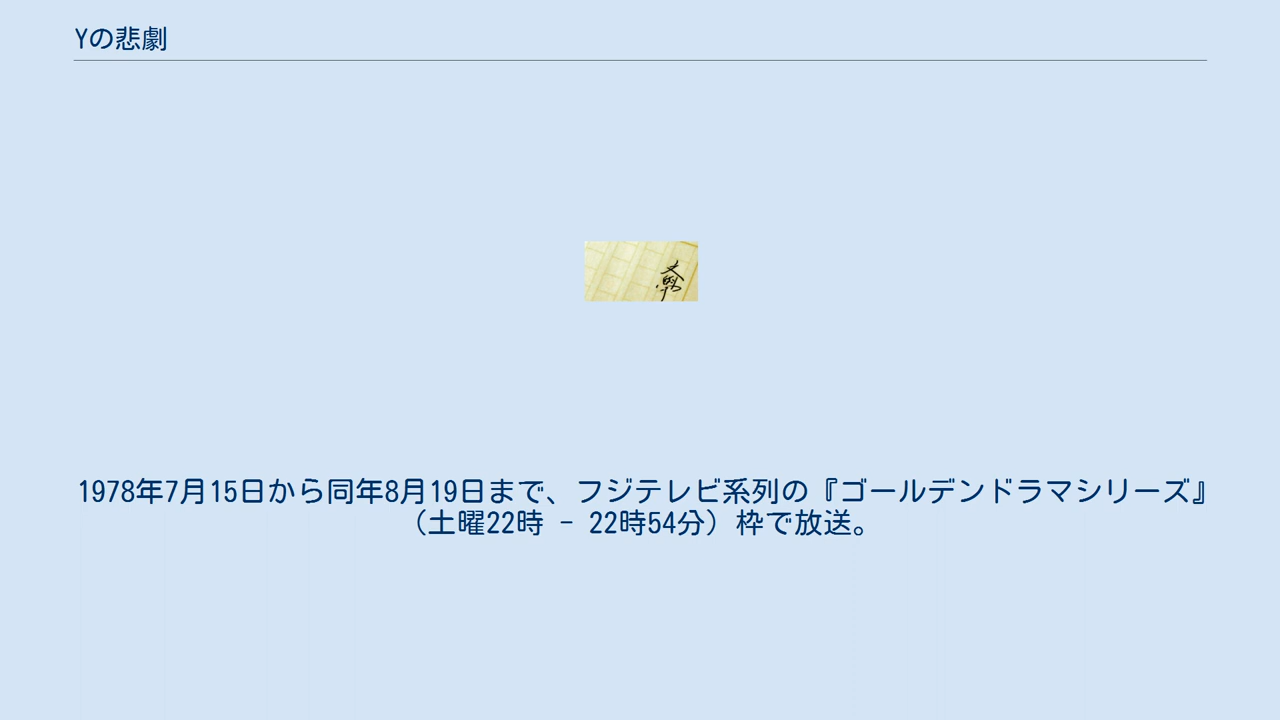 Yの悲劇
1978年7月15日から同年8月19日まで、フジテレビ系列の『ゴールデンドラマシリーズ』
（土曜22時 - 22時54分）枠で放送。